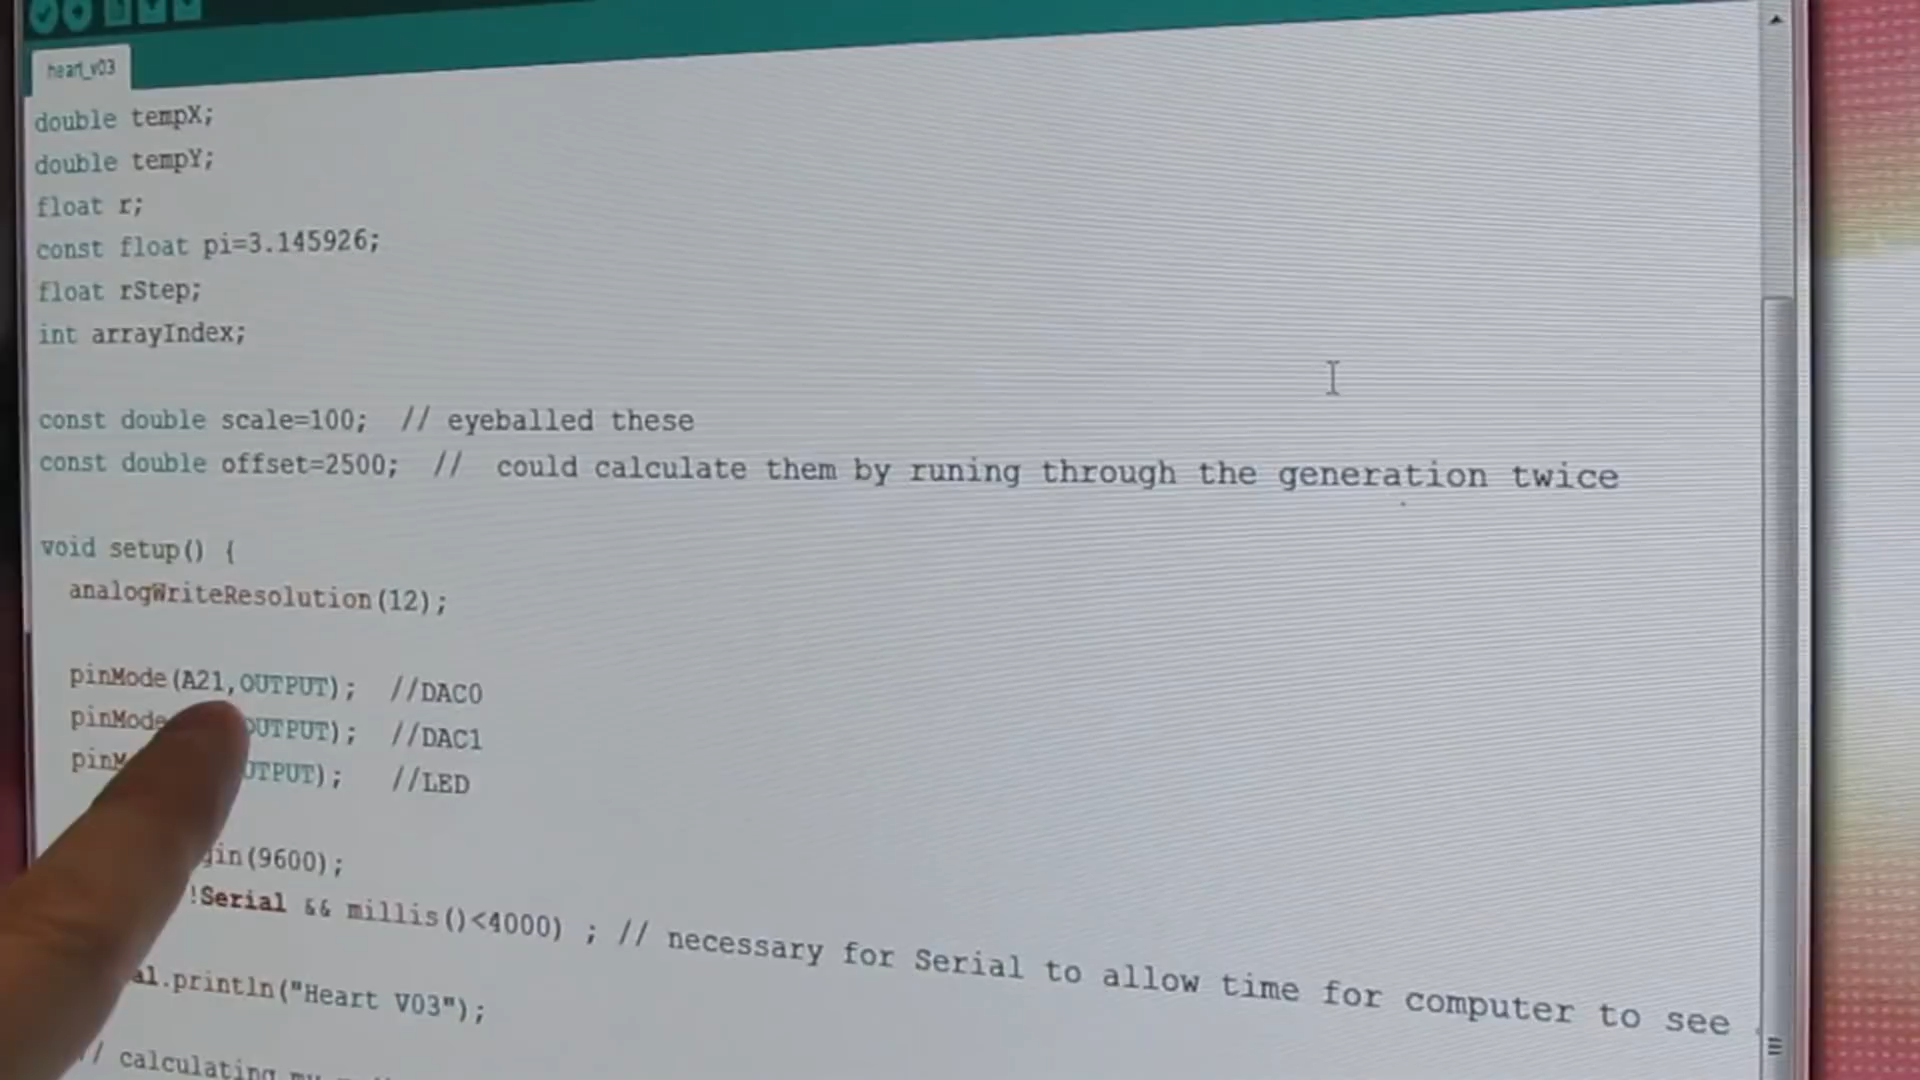 heart_v03
double tempX;
double tempY;
float r;
const float pi=3.145926;
float rStep;
int arrayIndex;
const double scale=100; // eyeballed these
const double offset=2500; // could calculate them by runing through the generation twice
void setup() {
analogWriteResolution(12);
pinMode(A21,OUTPUT); //DAC0
pinMode OUTPUT); //DAC1
OUTPUT); //LED
(9600);
!Serial && millis()<4000) ; // necessary for Serial to allow time for computer to see
.println("Heart V03");
// calculating